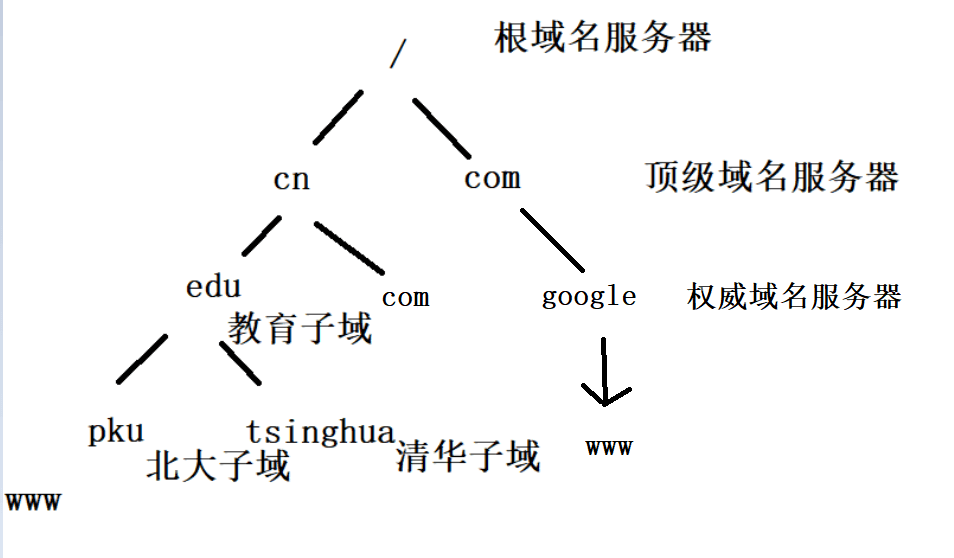 / 根域名服务器
cn com 顶级域名服务器
edu com google 权威域名服务器
教育子域
pku tsinghua www
北大子域 清华子域
www